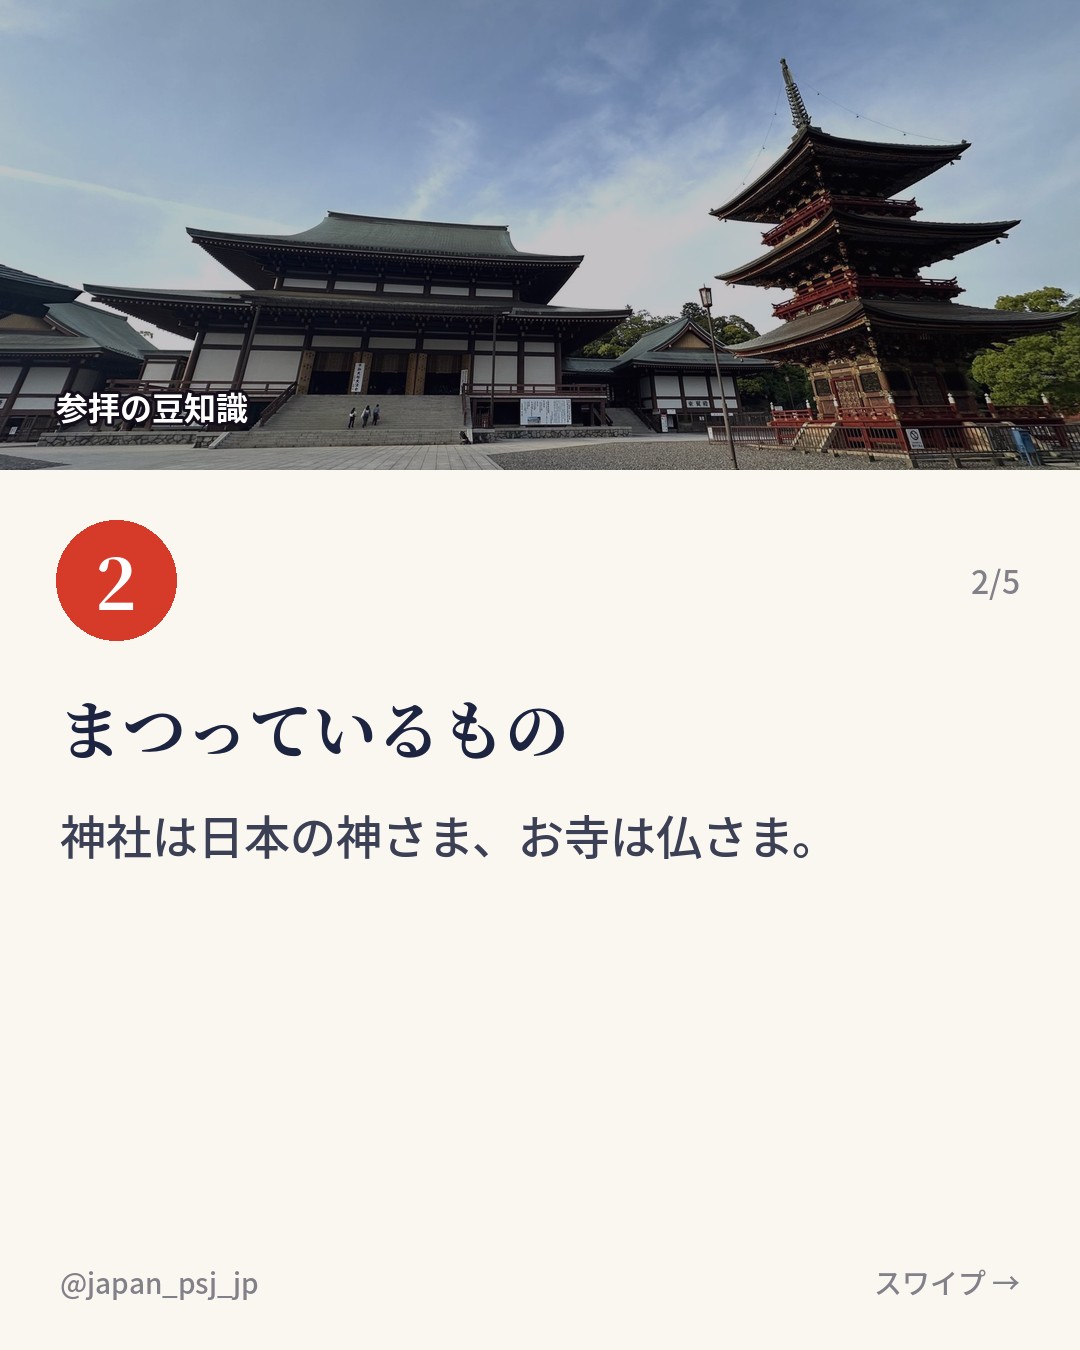 参拝の豆知識
2
2/5
まつっているもの
神社は日本の神さま、お寺は仏さま。
@japan_psj_jp
スワイプ →